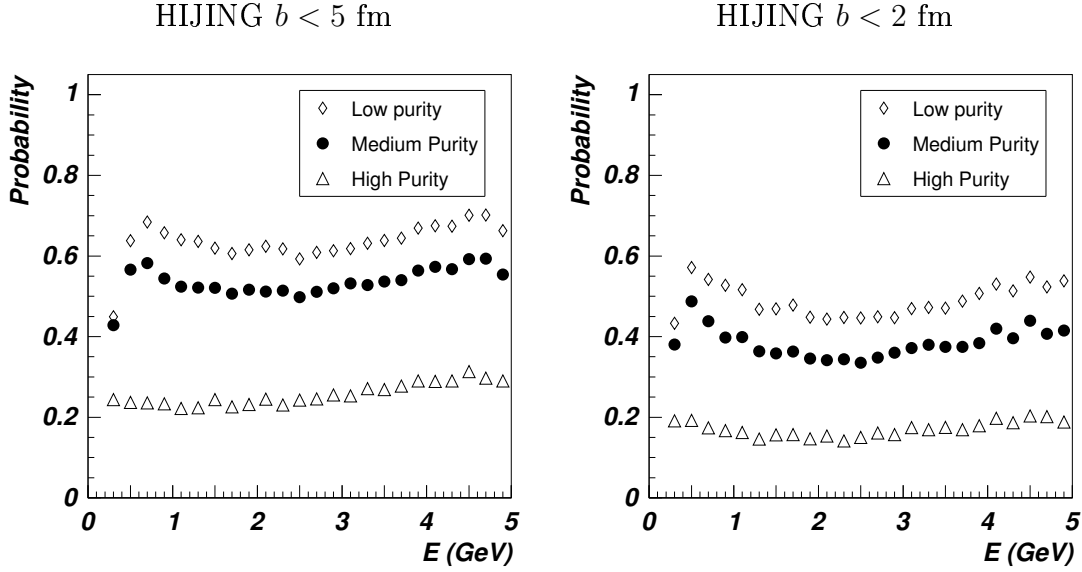 HIJING b < 5 fm
Probability
1
0.8
0.6
0.4
0.2
0
Low purity
Medium Purity
High Purity
0 1 2 3 4 5
E (GeV)
HIJING b < 2 fm
Probability
1
0.8
0.6
0.4
0.2
0
Low purity
Medium Purity
High Purity
0 1 2 3 4 5
E (GeV)